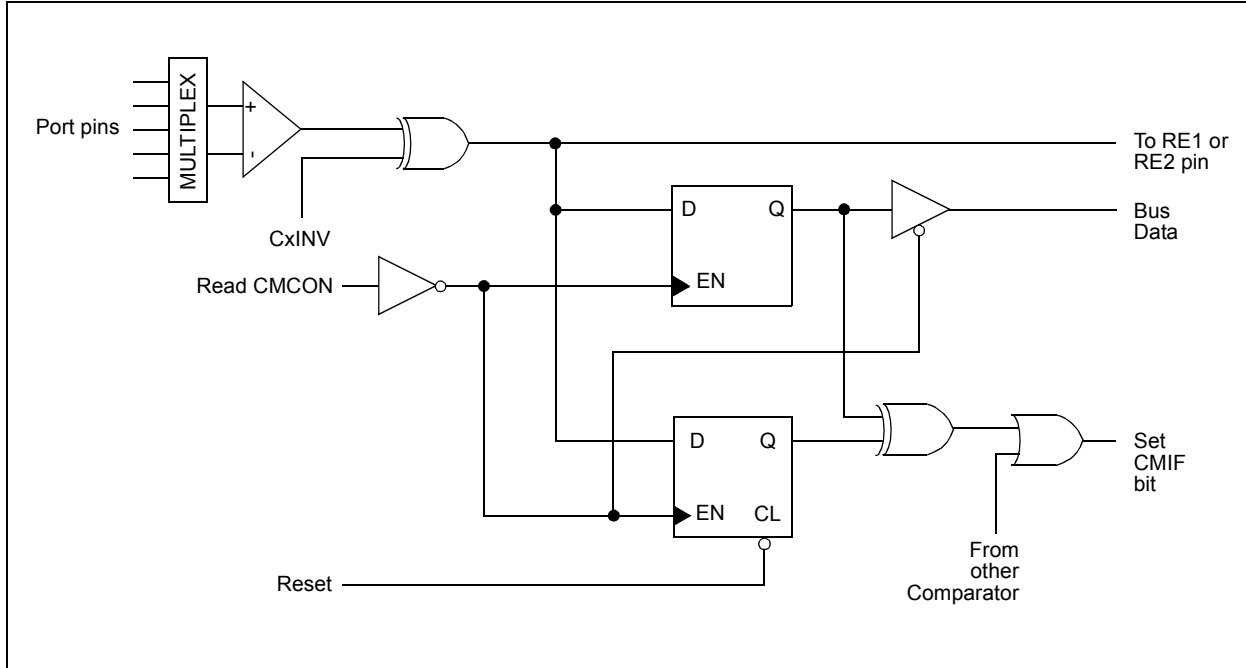 MULTIPLEX
Port pins
+
-
CxINV
To RE1 or
RE2 pin
D
Q
Bus
Data
Read CMCON
EN
D
Q
Set
CMIF
bit
EN
CL
From
other
Comparator
Reset